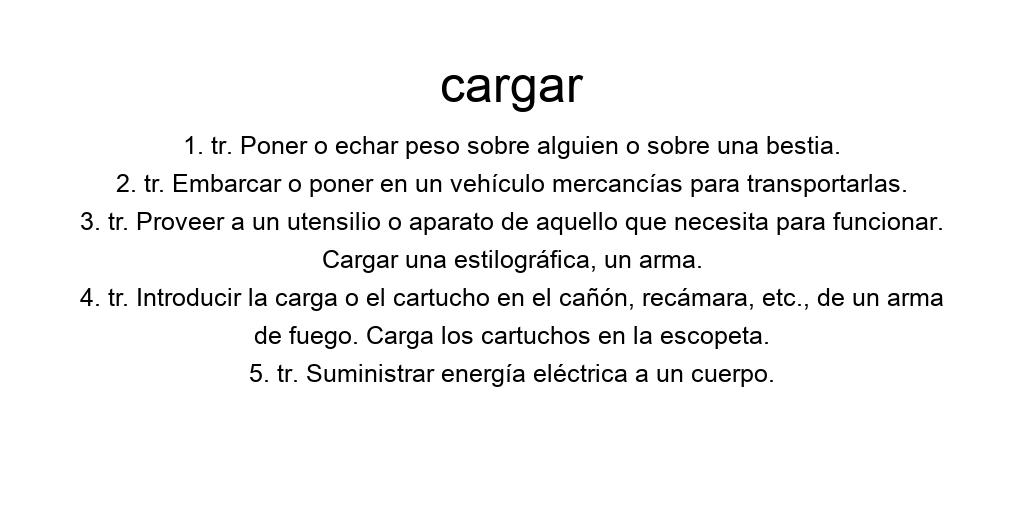 cargar
1. tr. Poner o echar peso sobre alguien o sobre una bestia.
2. tr. Embarcar o poner en un vehículo mercancías para transportarlas.
3. tr. Proveer a un utensilio o aparato de aquello que necesita para funcionar.
Cargar una estilográfica, un arma.
4. tr. Introducir la carga o el cartucho en el cañón, recámara, etc., de un arma
de fuego. Carga los cartuchos en la escopeta.
5. tr. Suministrar energía eléctrica a un cuerpo.